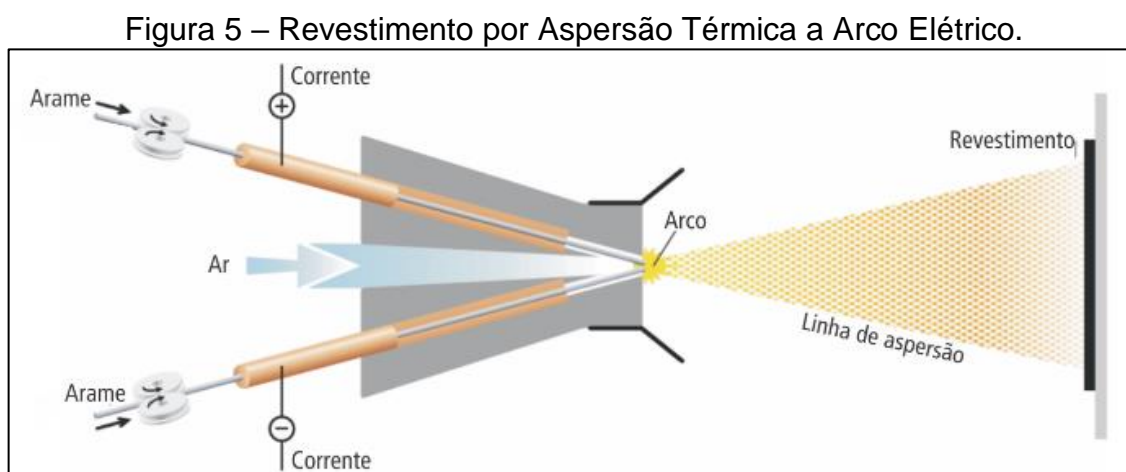 Figura 5 – Revestimento por Aspersão Térmica a Arco Elétrico.
Corrente
Arame
+
Revestimento
Arco
Ar
Linha de aspersão
Arame
−
Corrente